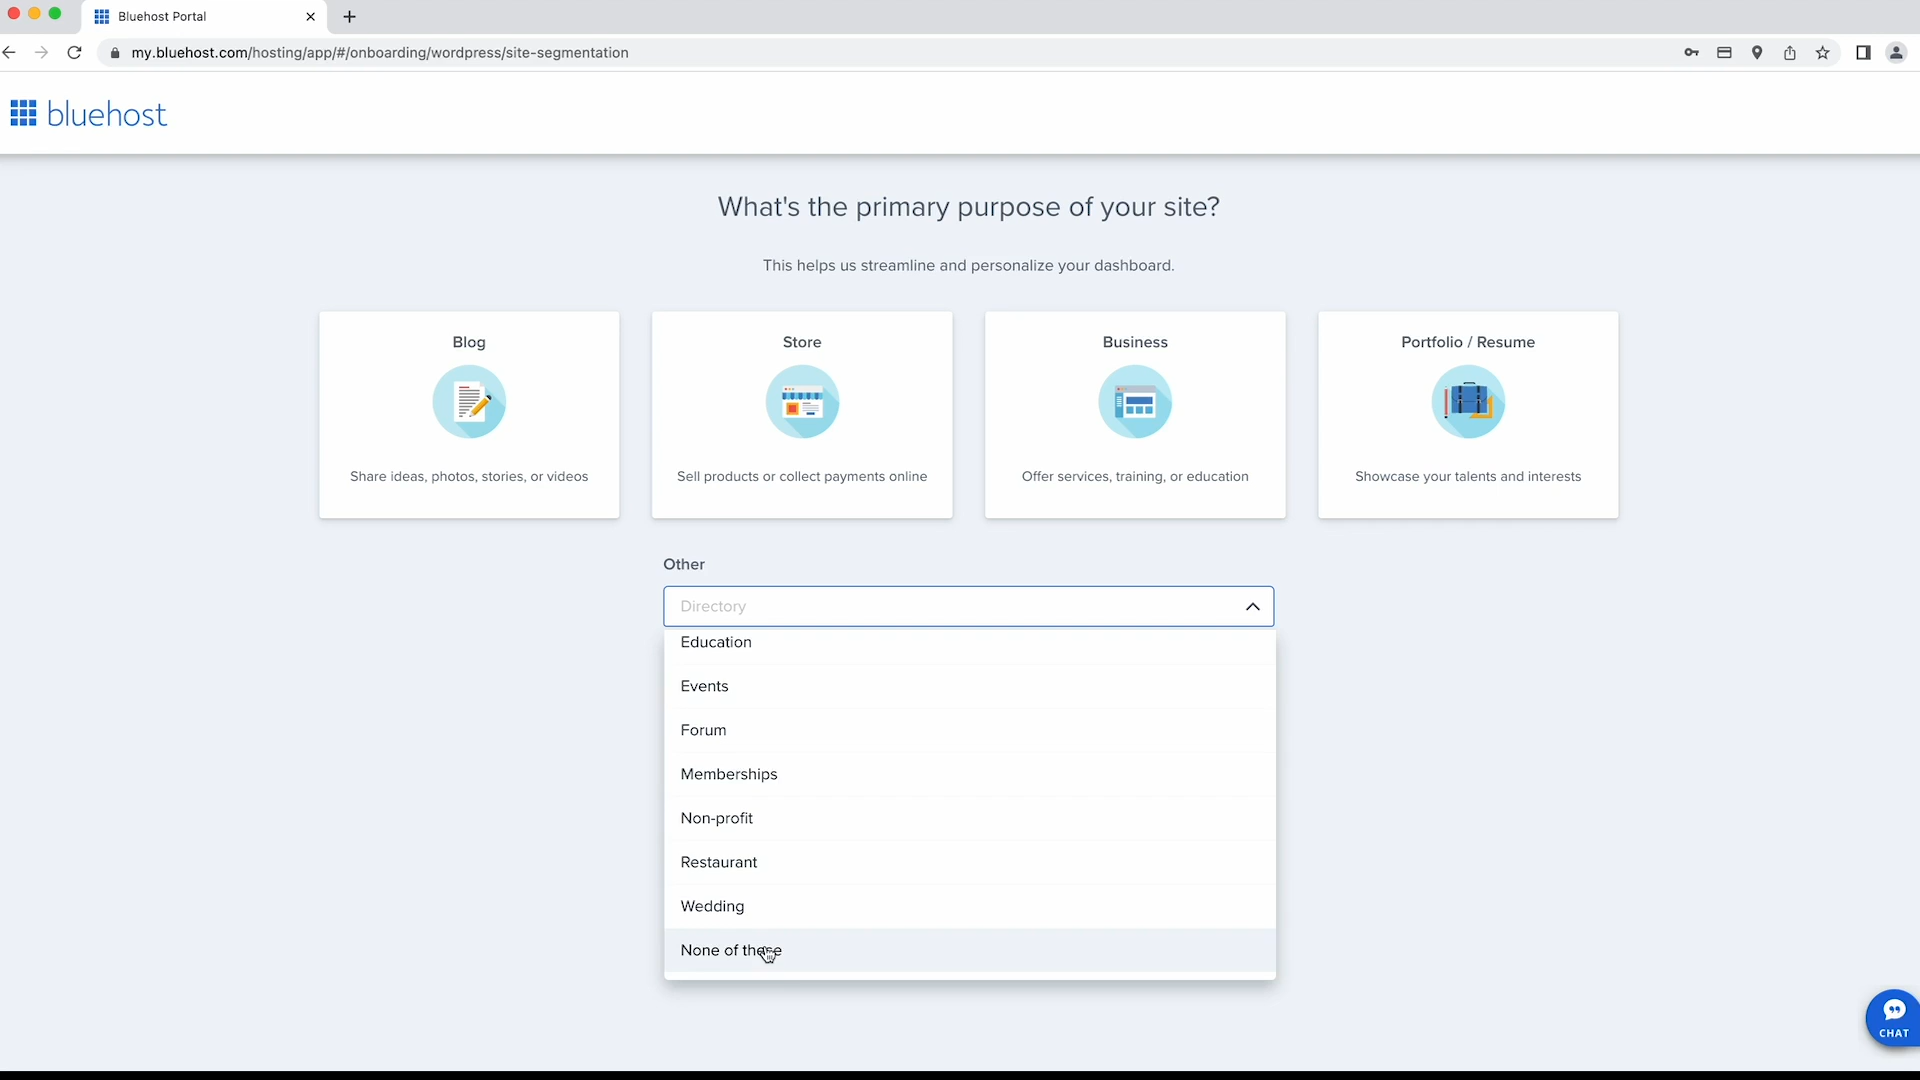 Bluehost Portal
my.bluehost.com/hosting/app/#/onboarding/wordpress/site-segmentation
bluehost
What's the primary purpose of your site?
This helps us streamline and personalize your dashboard.
Blog
Share ideas, photos, stories, or videos
Store
Sell products or collect payments online
Business
Offer services, training, or education
Portfolio / Resume
Showcase your talents and interests
Other
Directory
Education
Events
Forum
Memberships
Non-profit
Restaurant
Wedding
None of these
CHAT